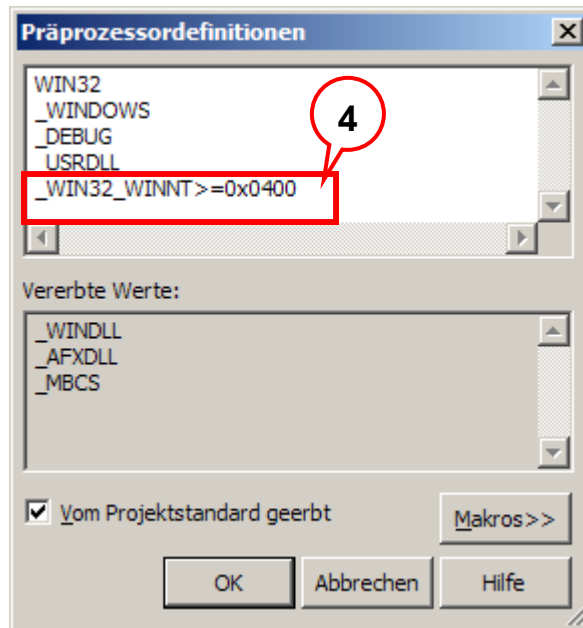 Präprozessordefinitionen
WIN32
_WINDOWS
_DEBUG
_USRDLL
_WIN32_WINNT>=0x0400
4
Vererbte Werte:
_WINDLL
_AFXDLL
_MBCS
Vom Projektstandard geerbt
Makros>>
OK Abbrechen Hilfe